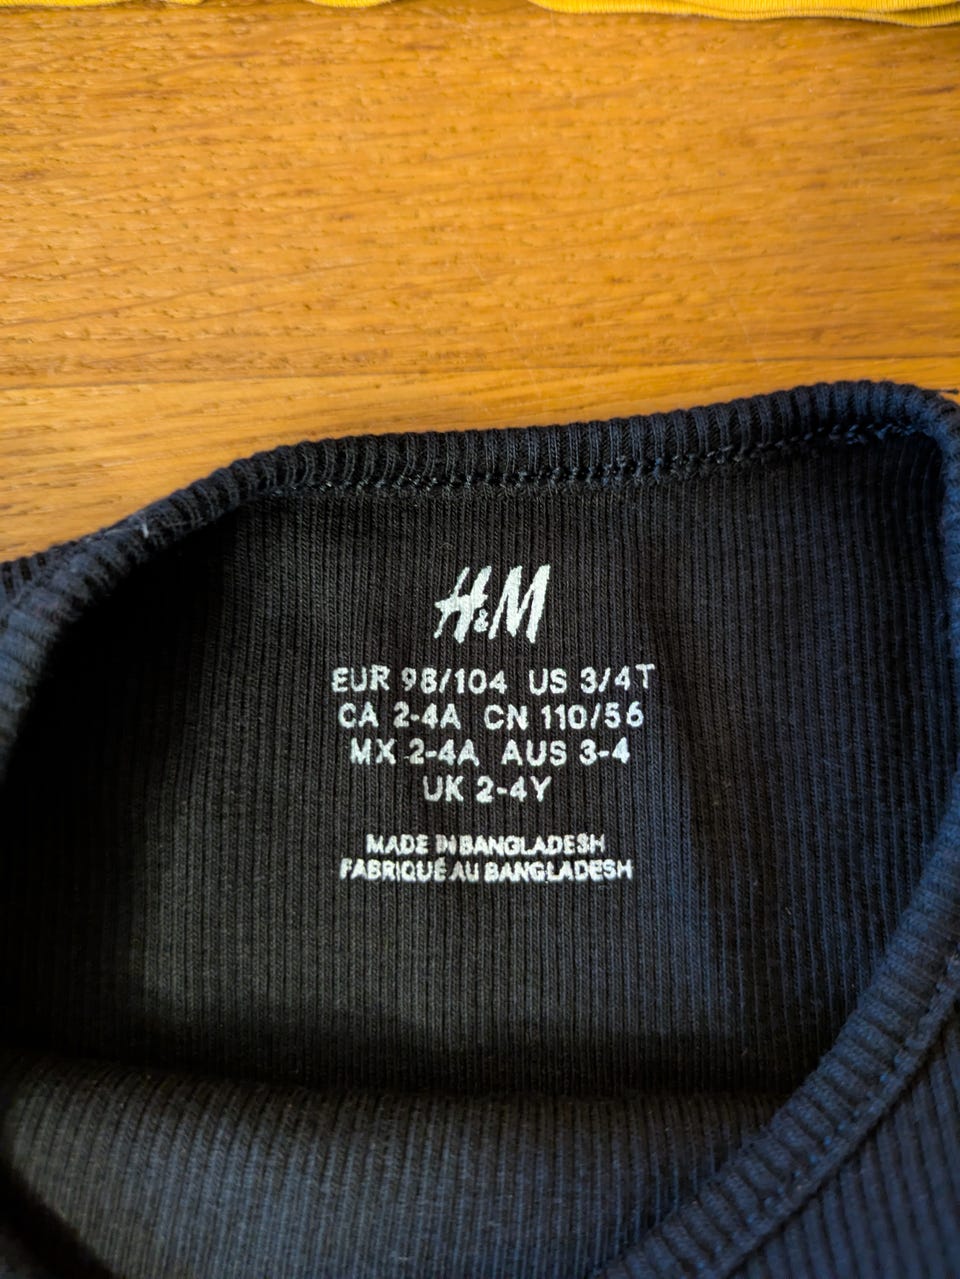 H&M
EUR 98/104 US 3/4T
CA 2-4A CN 110/56
MX 2-4A AUS 3-4
UK 2-4Y
MADE IN BANGLADESH
FABRIQUÉ AU BANGLADESH